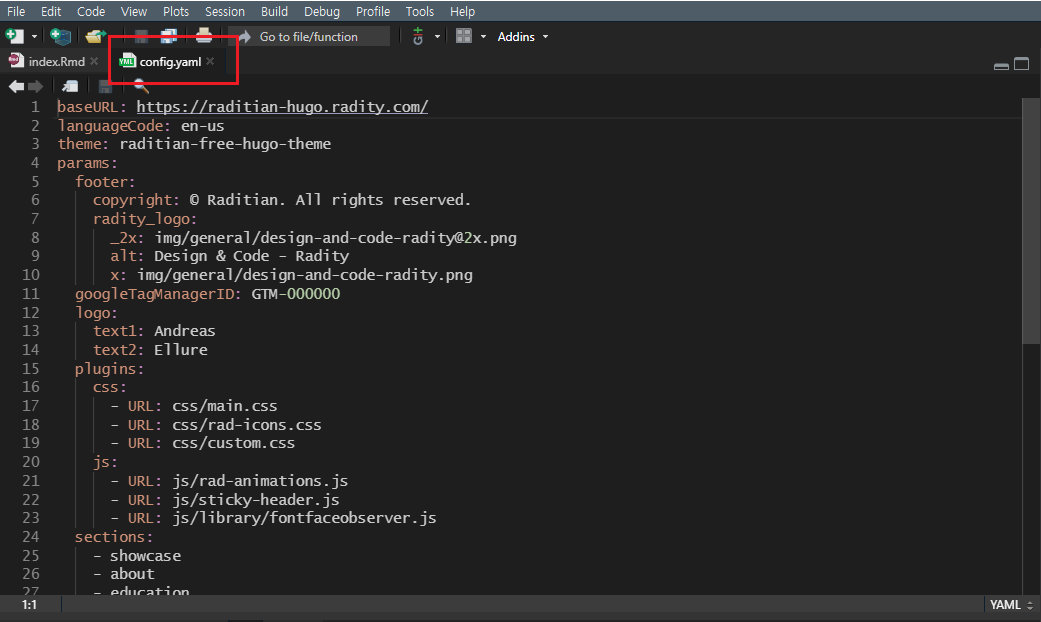 File Edit Code View Plots Session Build Debug Profile Tools Help
Go to file/function Addins
index.Rmd config.yaml
1 baseURL: https://raditian-hugo.radity.com/
2 languageCode: en-us
3 theme: raditian-free-hugo-theme
4 params:
5 footer:
6 copyright: © Raditian. All rights reserved.
7 radity_logo:
8 _2x: img/general/design-and-code-radity@2x.png
9 alt: Design & Code - Radity
10 x: img/general/design-and-code-radity.png
11 googleTagManagerID: GTM-000000
12 logo:
13 text1: Andreas
14 text2: Ellure
15 plugins:
16 css:
17 - URL: css/main.css
18 - URL: css/rad-icons.css
19 - URL: css/custom.css
20 js:
21 - URL: js/rad-animations.js
22 - URL: js/sticky-header.js
23 - URL: js/library/fontfaceobserver.js
24 sections:
25 - showcase
26 - about
27 - education
1:1 YAML